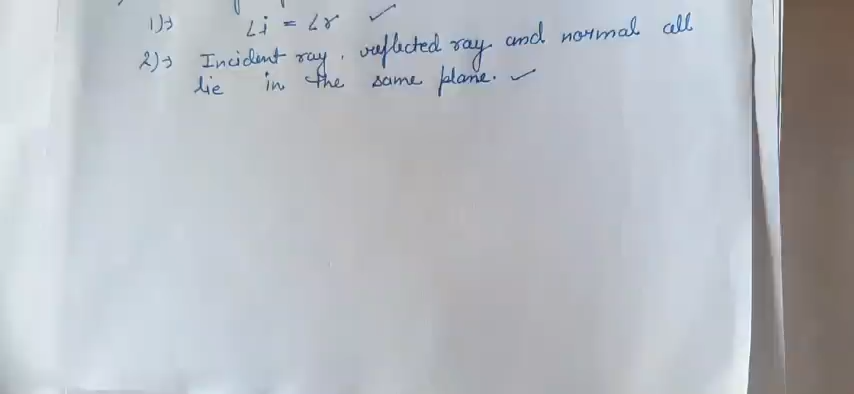 1)→ ∠i = ∠r ✓
2)→ Incident ray, reflected ray and normal all
lie in the same plane. ✓